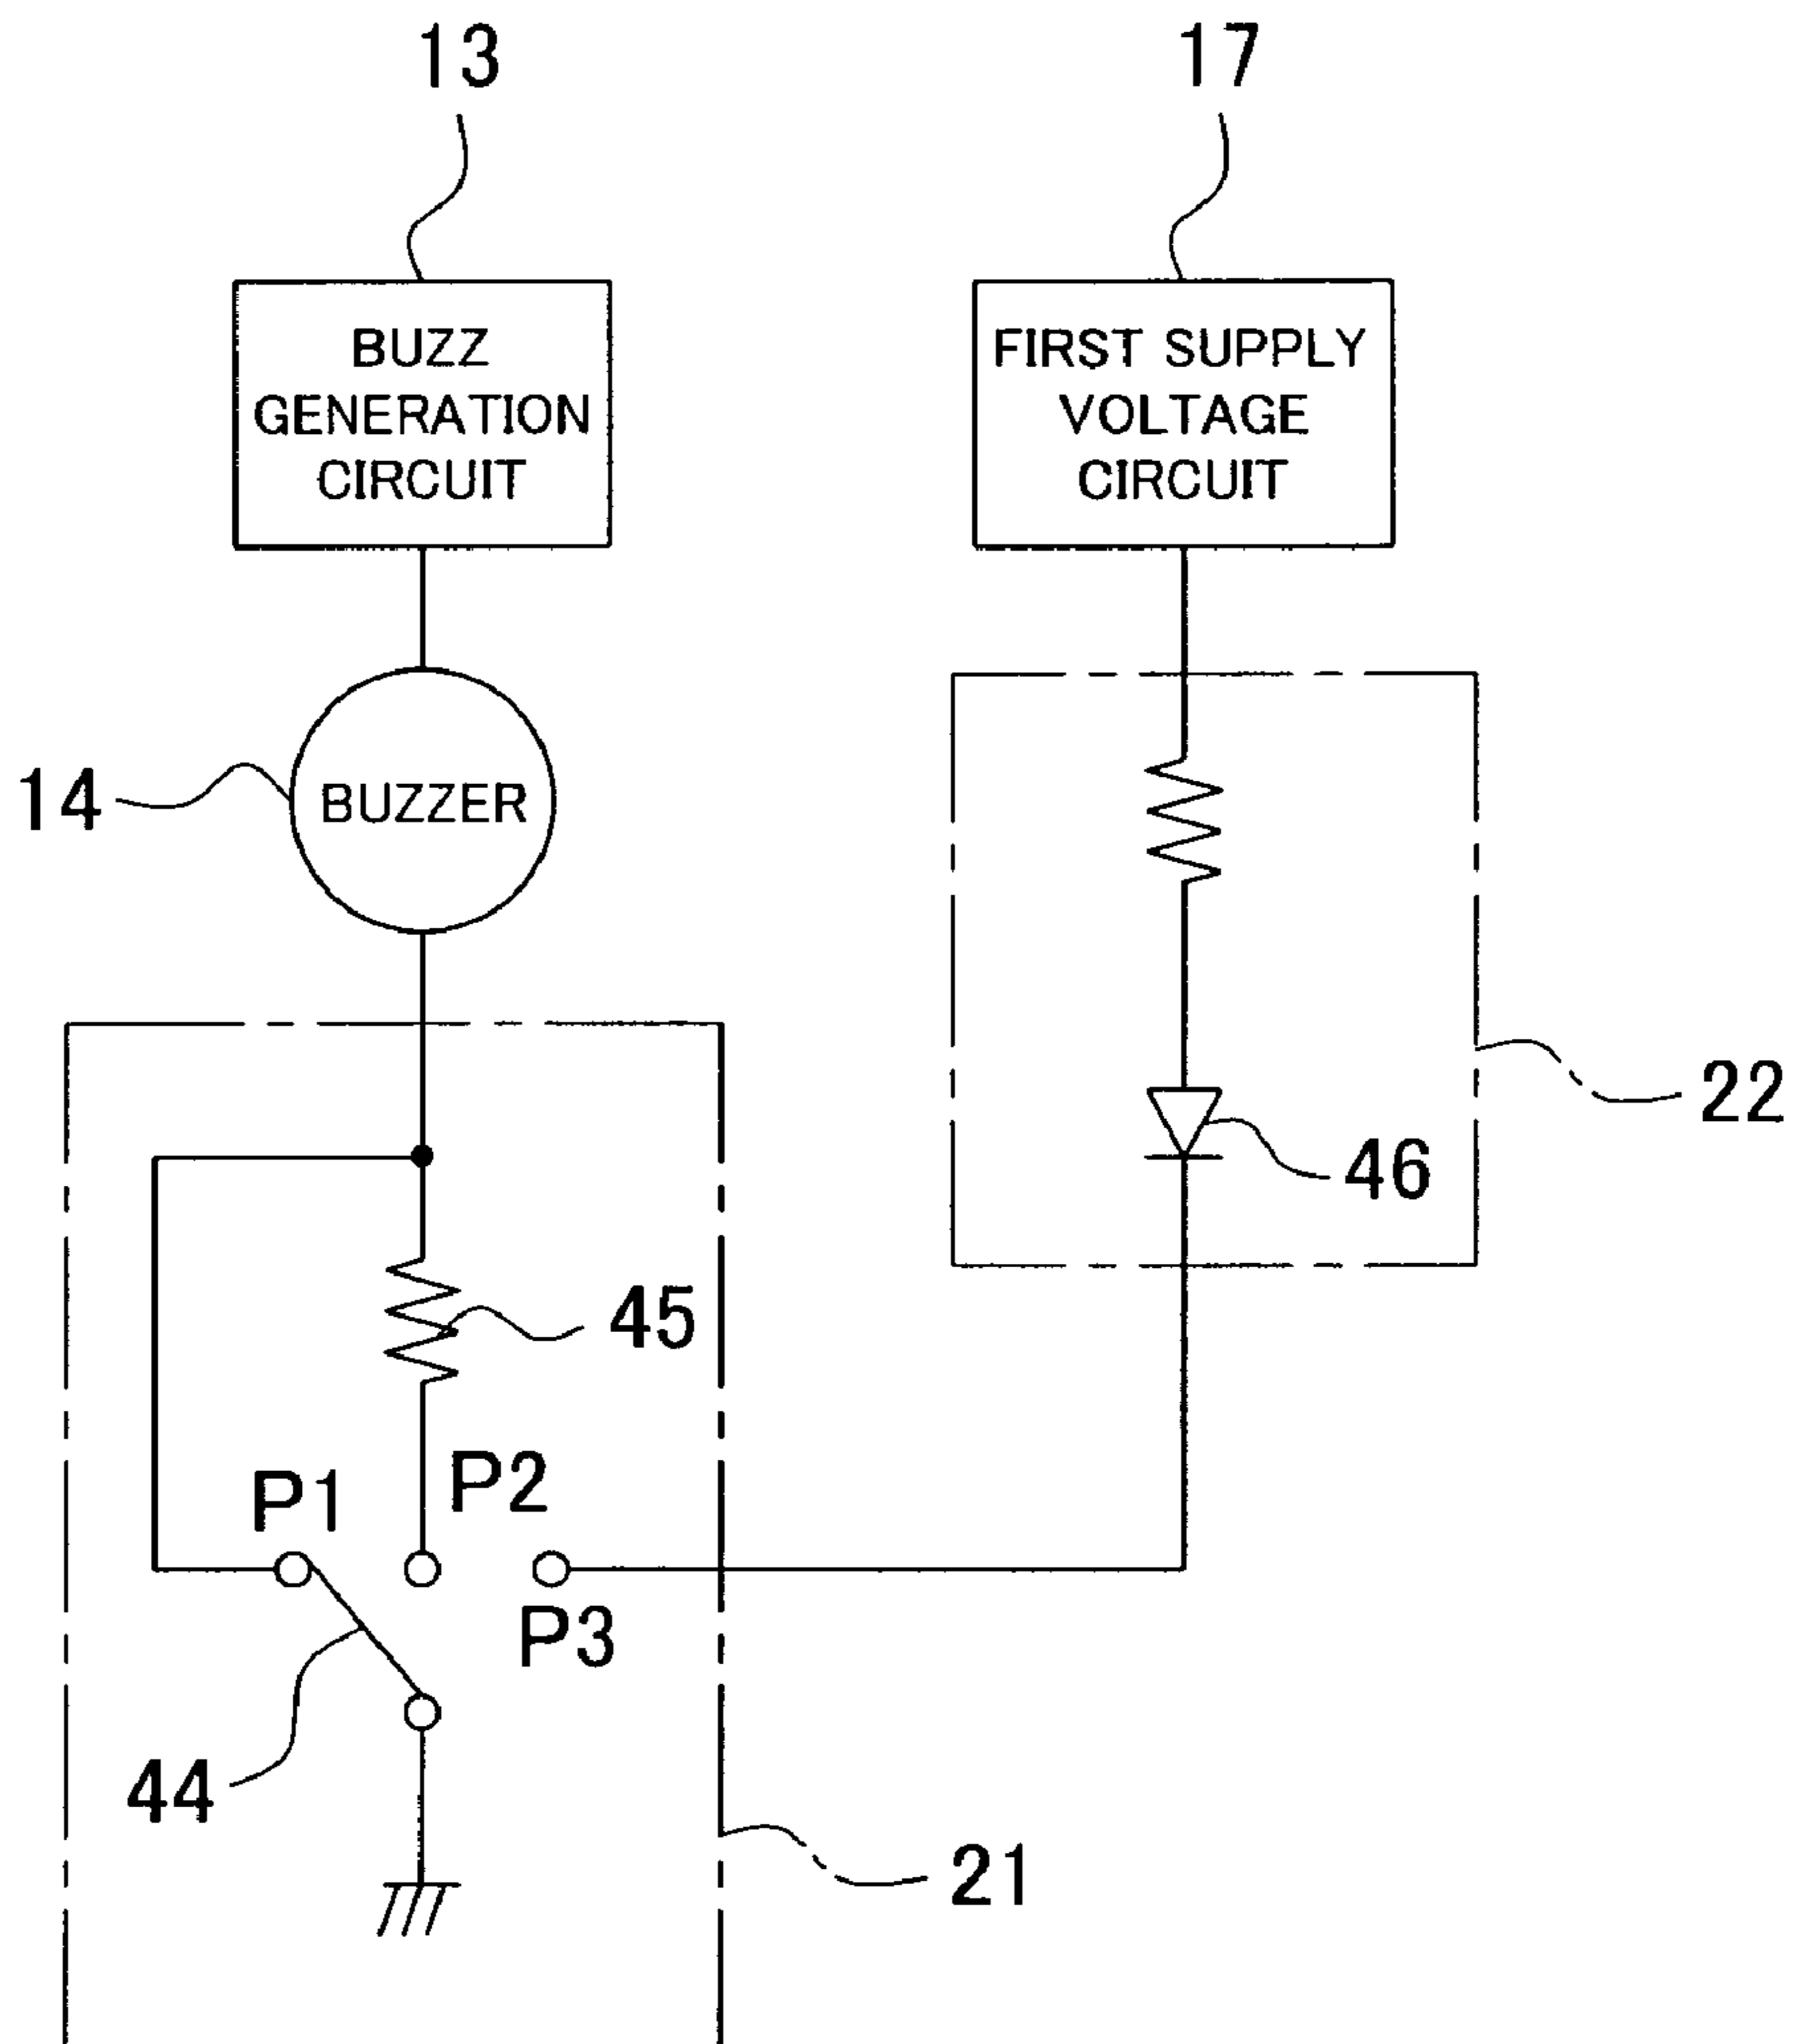 13
17
BUZZ
GENERATION
CIRCUIT
FIRST SUPPLY
VOLTAGE
CIRCUIT
14
BUZZER
22
46
45
P1
P2
P3
44
21